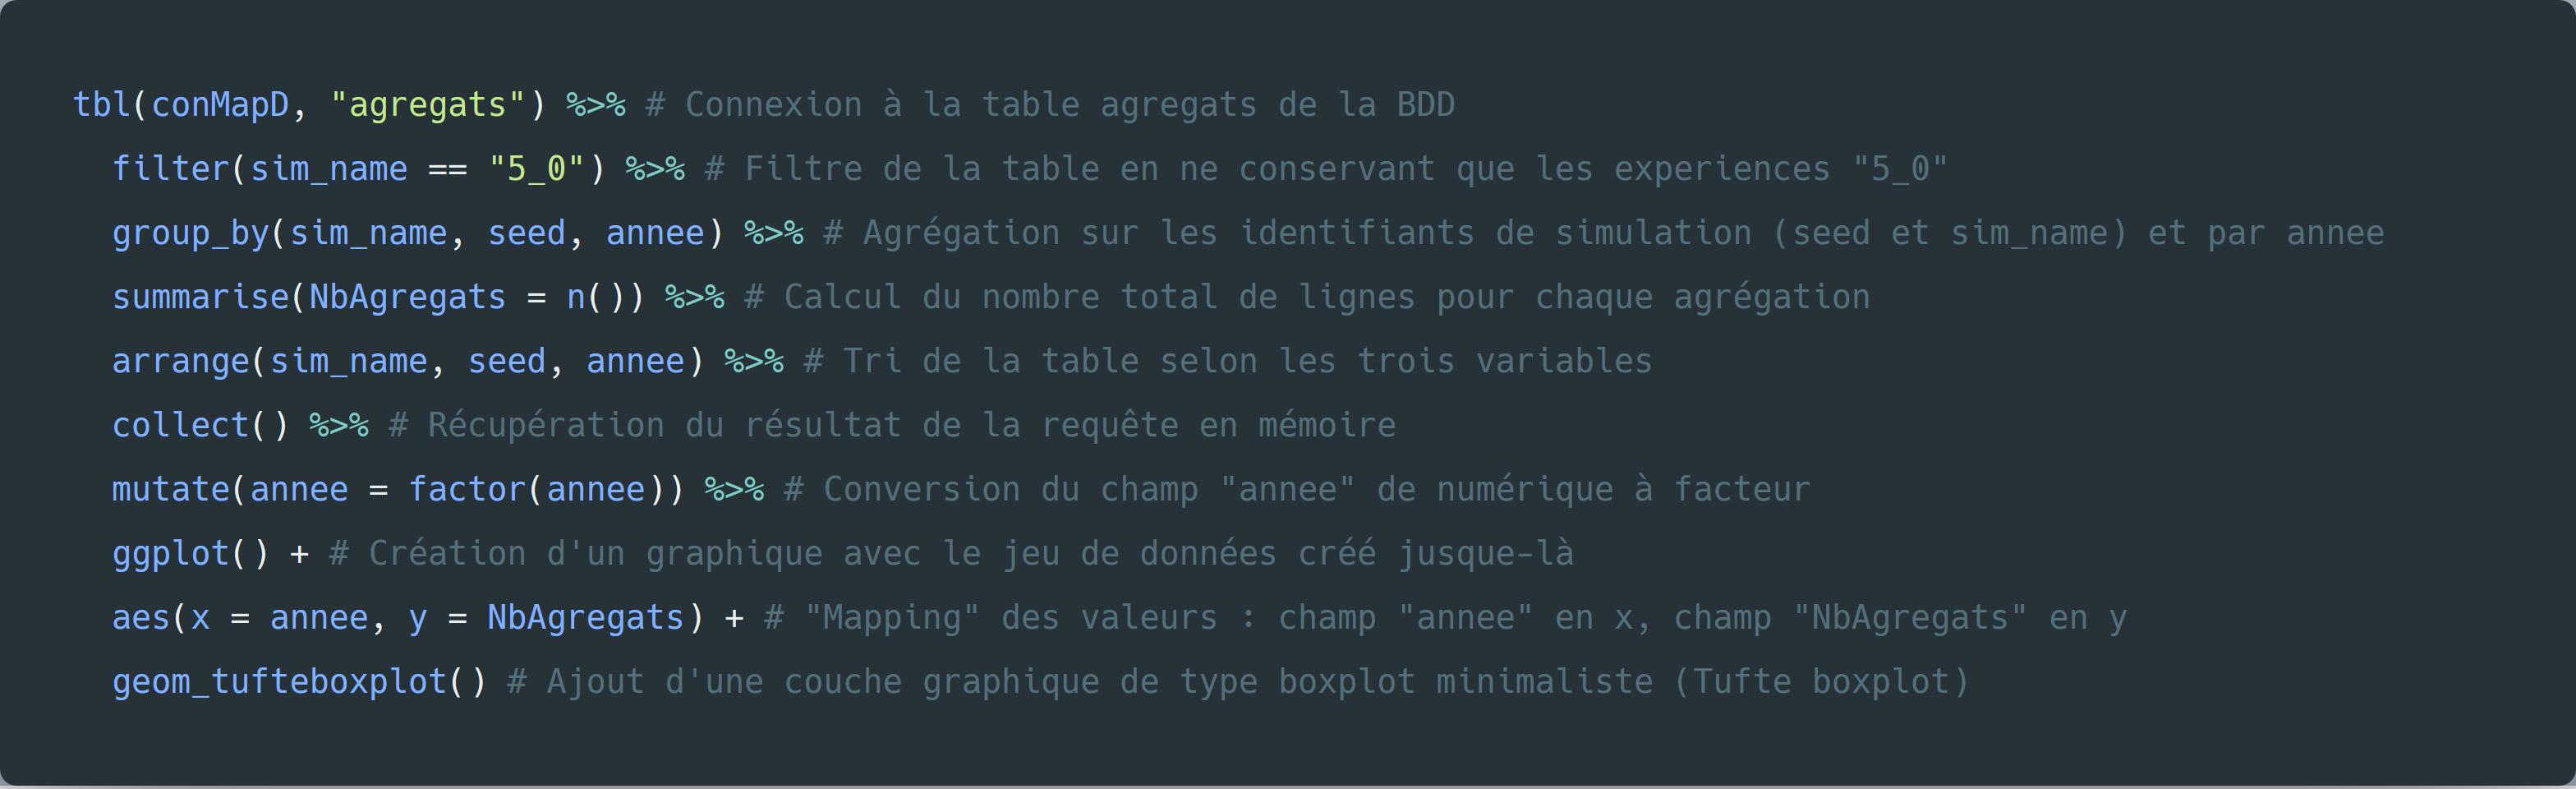 tbl(conMapD, "agregats") %>% # Connexion à la table agregats de la BDD
  filter(sim_name == "5_0") %>% # Filtre de la table en ne conservant que les experiences "5_0"
  group_by(sim_name, seed, annee) %>% # Agrégation sur les identifiants de simulation (seed et sim_name) et par annee
  summarise(NbAgregats = n()) %>% # Calcul du nombre total de lignes pour chaque agrégation
  arrange(sim_name, seed, annee) %>% # Tri de la table selon les trois variables
  collect() %>% # Récupération du résultat de la requête en mémoire
  mutate(annee = factor(annee)) %>% # Conversion du champ "annee" de numérique à facteur
  ggplot() + # Création d'un graphique avec le jeu de données créé jusque-là
  aes(x = annee, y = NbAgregats) + # "Mapping" des valeurs : champ "annee" en x, champ "NbAgregats" en y
  geom_tufteboxplot() # Ajout d'une couche graphique de type boxplot minimaliste (Tufte boxplot)